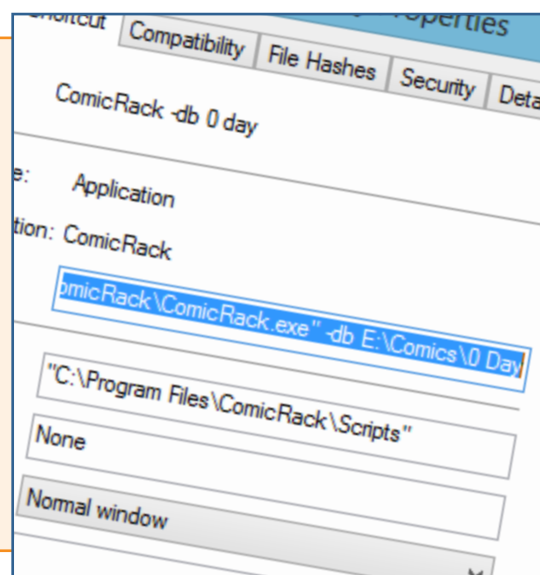 Properties
Shortcut Compatibility File Hashes Security Deta
ComicRack -db 0 day
e: Application
tion: ComicRack
omicRack\ComicRack.exe" -db E:\Comics\0 Day
"C:\Program Files\ComicRack\Scripts"
None
Normal window